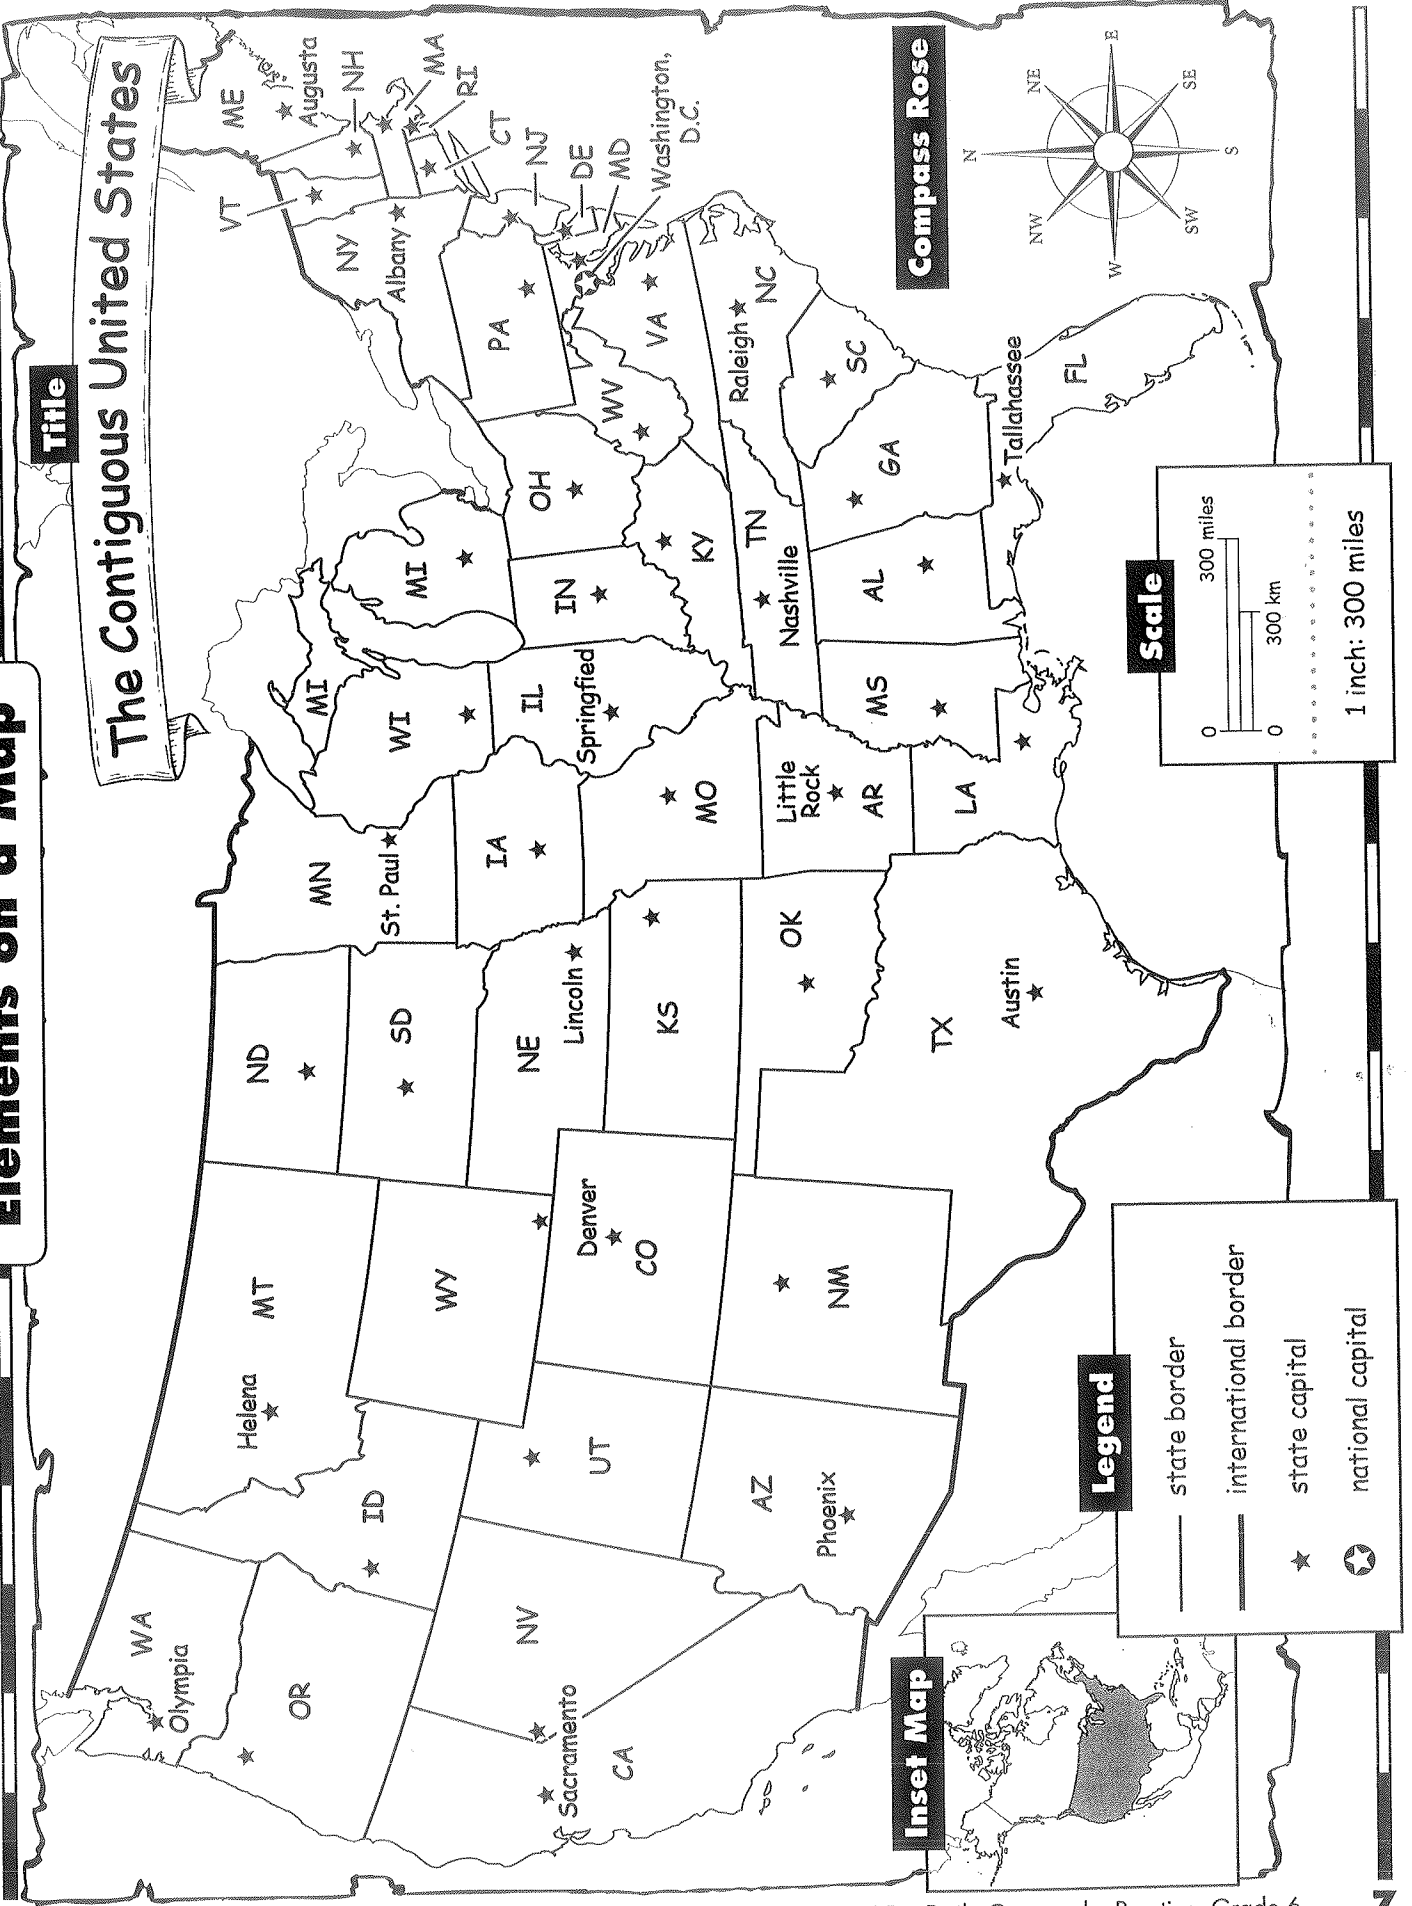 Elements on a Map
Title
The Contiguous United States
WA
Olympia
OR
CA
Sacramento
NV
ID
MT
Helena
WY
UT
AZ
Phoenix
Denver
CO
NM
ND
SD
NE
Lincoln
KS
OK
TX
Austin
MN
St. Paul
IA
MO
Little
Rock
AR
LA
WI
MI
MI
IL
Springfied
IN
OH
KY
TN
Nashville
MS
AL
GA
Tallahassee
FL
SC
NC
Raleigh
VA
WV
PA
NY
Albany
VT
ME
Augusta
NH
MA
RI
CT
NJ
DE
MD
Washington,
D.C.
Compass Rose
N
NE
E
SE
S
SW
W
NW
Scale
0
300 miles
0
300 km
1 inch: 300 miles
Legend
state border
international border
state capital
national capital
Inset Map
Grade 6
7